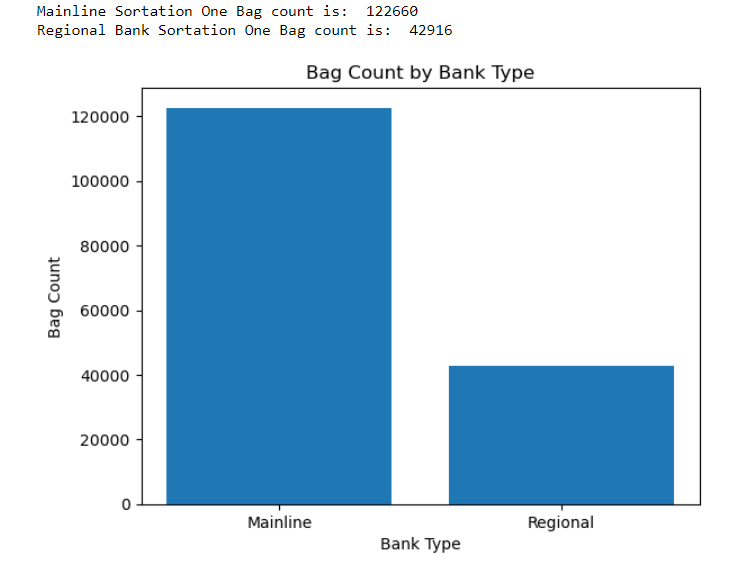 Mainline Sortation One Bag count is:  122660
Regional Bank Sortation One Bag count is:  42916
Bag Count by Bank Type
120000
100000
80000
60000
40000
20000
0
Bag Count
Mainline
Regional
Bank Type